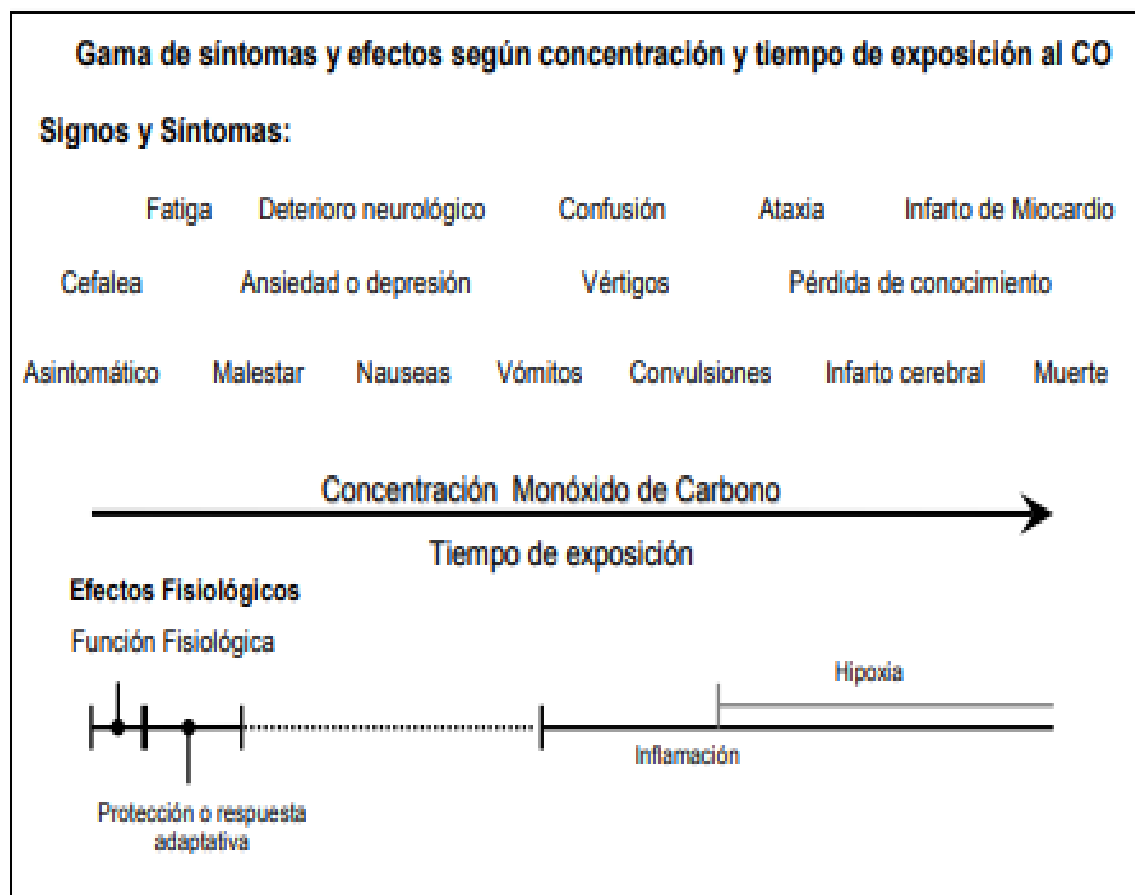 Gama de síntomas y efectos según concentración y tiempo de exposición al CO
Signos y Síntomas:
Fatiga Deterioro neurológico Confusión Ataxia Infarto de Miocardio
Cefalea Ansiedad o depresión Vértigos Pérdida de conocimiento
Asintomático Malestar Nauseas Vómitos Convulsiones Infarto cerebral Muerte
Concentración Monóxido de Carbono
Tiempo de exposición
Efectos Fisiológicos
Función Fisiológica
Hipoxia
Inflamación
Protección o respuesta
adaptativa